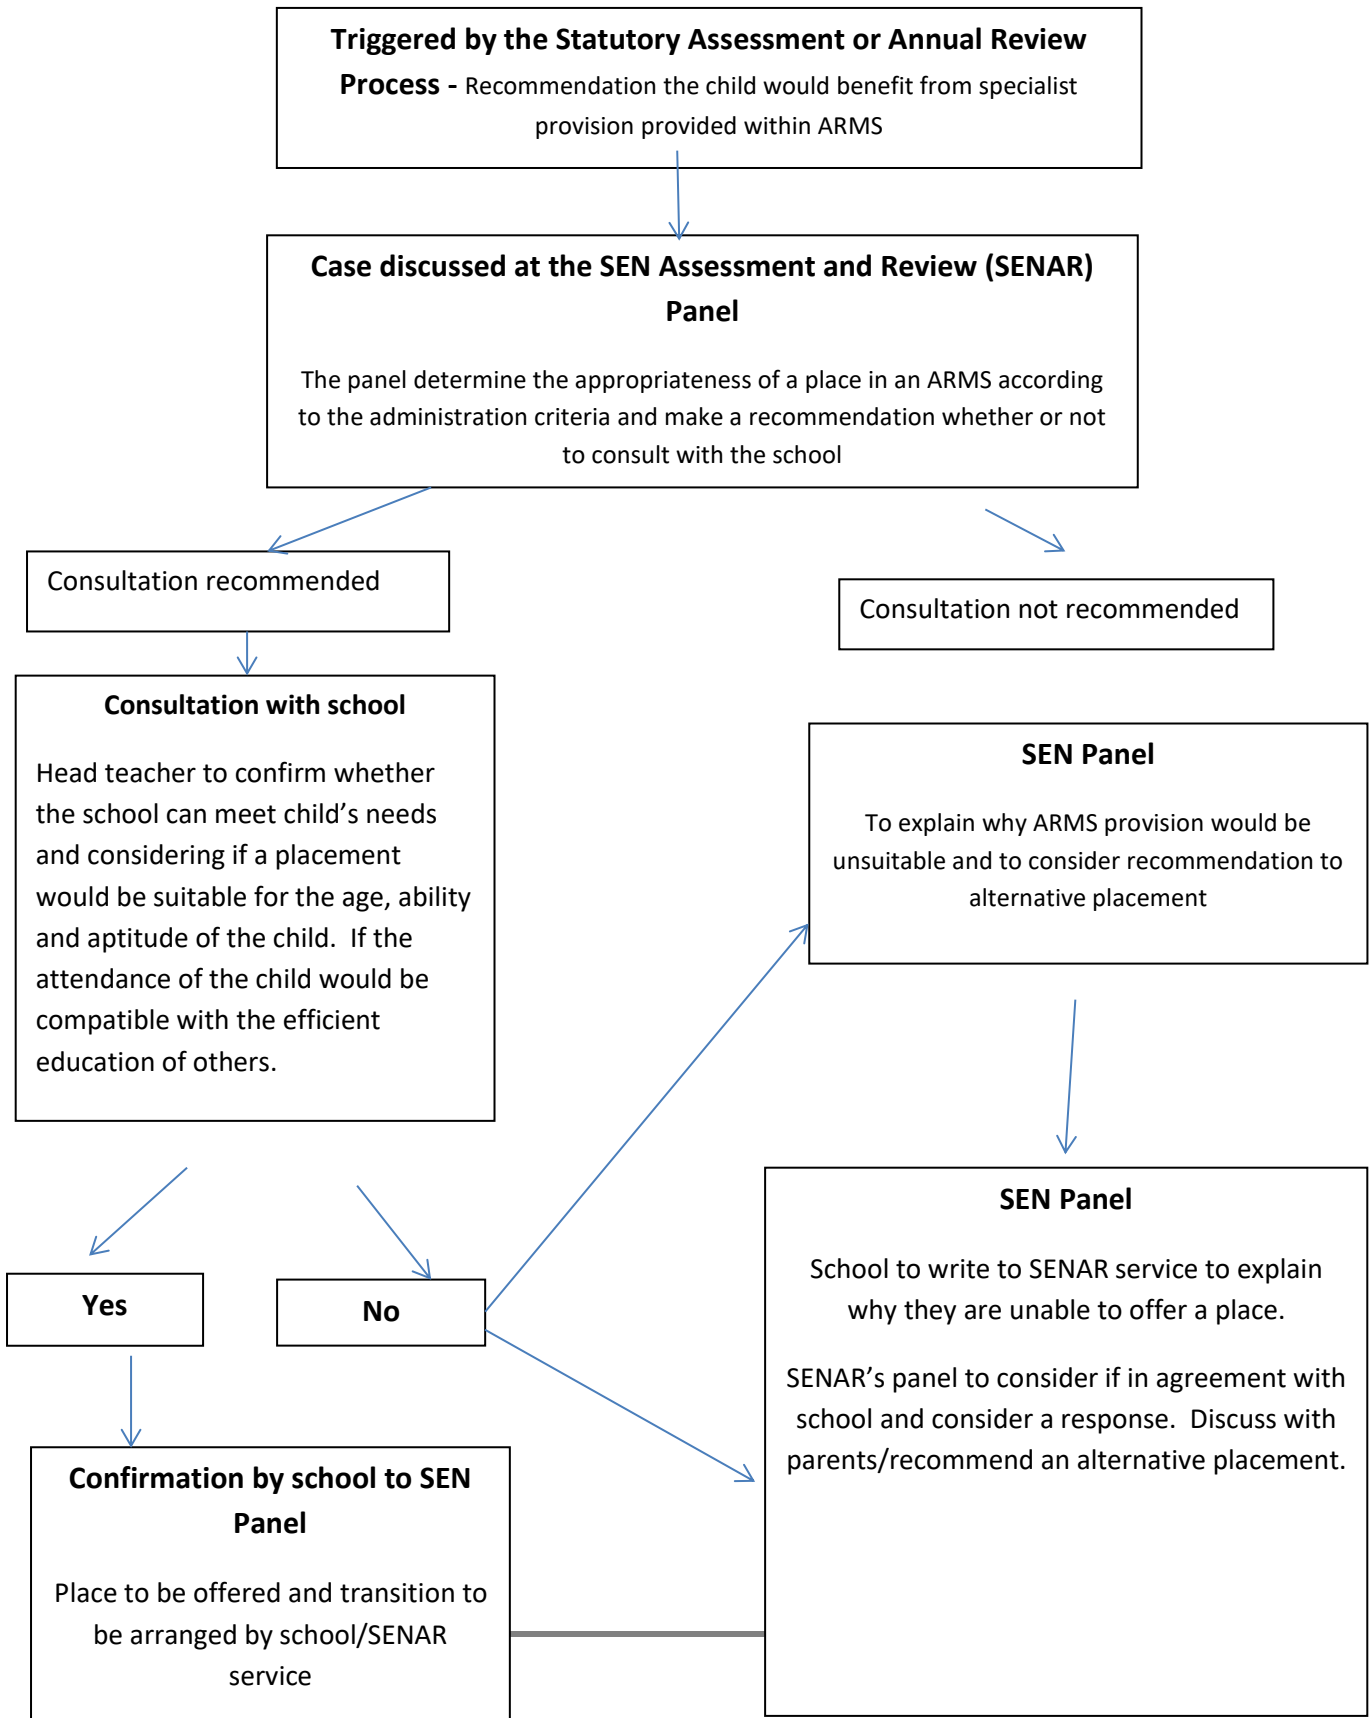 Triggered by the Statutory Assessment or Annual Review
Process - Recommendation the child would benefit from specialist
provision provided within ARMS
Case discussed at the SEN Assessment and Review (SENAR)
Panel
The panel determine the appropriateness of a place in an ARMS according
to the administration criteria and make a recommendation whether or not
to consult with the school
Consultation recommended
Consultation not recommended
Consultation with school
Head teacher to confirm whether
the school can meet child’s needs
and considering if a placement
would be suitable for the age, ability
and aptitude of the child.  If the
attendance of the child would be
compatible with the efficient
education of others.
SEN Panel
To explain why ARMS provision would be
unsuitable and to consider recommendation to
alternative placement
Yes
No
SEN Panel
School to write to SENAR service to explain
why they are unable to offer a place.
SENAR’s panel to consider if in agreement with
school and consider a response.  Discuss with
parents/recommend an alternative placement.
Confirmation by school to SEN
Panel
Place to be offered and transition to
be arranged by school/SENAR
service